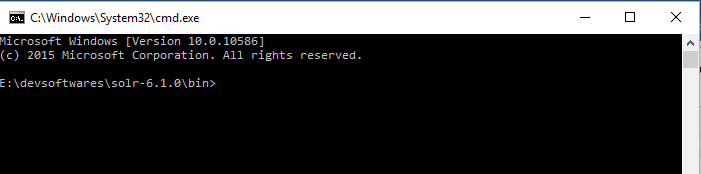 C:\Windows\System32\cmd.exe
Microsoft Windows [Version 10.0.10586]
(c) 2015 Microsoft Corporation. All rights reserved.
E:\devsoftwares\solr-6.1.0\bin>